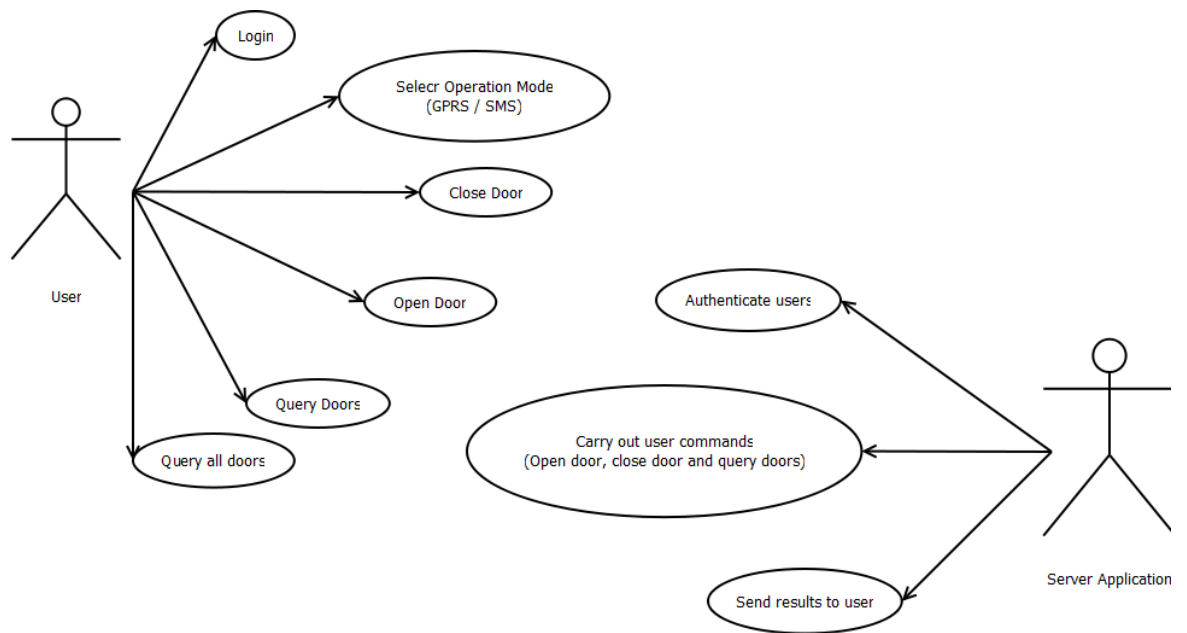 Login
Selecr Operation Mode
(GPRS / SMS)
Close Door
User
Open Door
Authenticate users
Query Doors
Carry out user commands
(Open door, close door and query doors)
Query all doors
Server Application
Send results to user